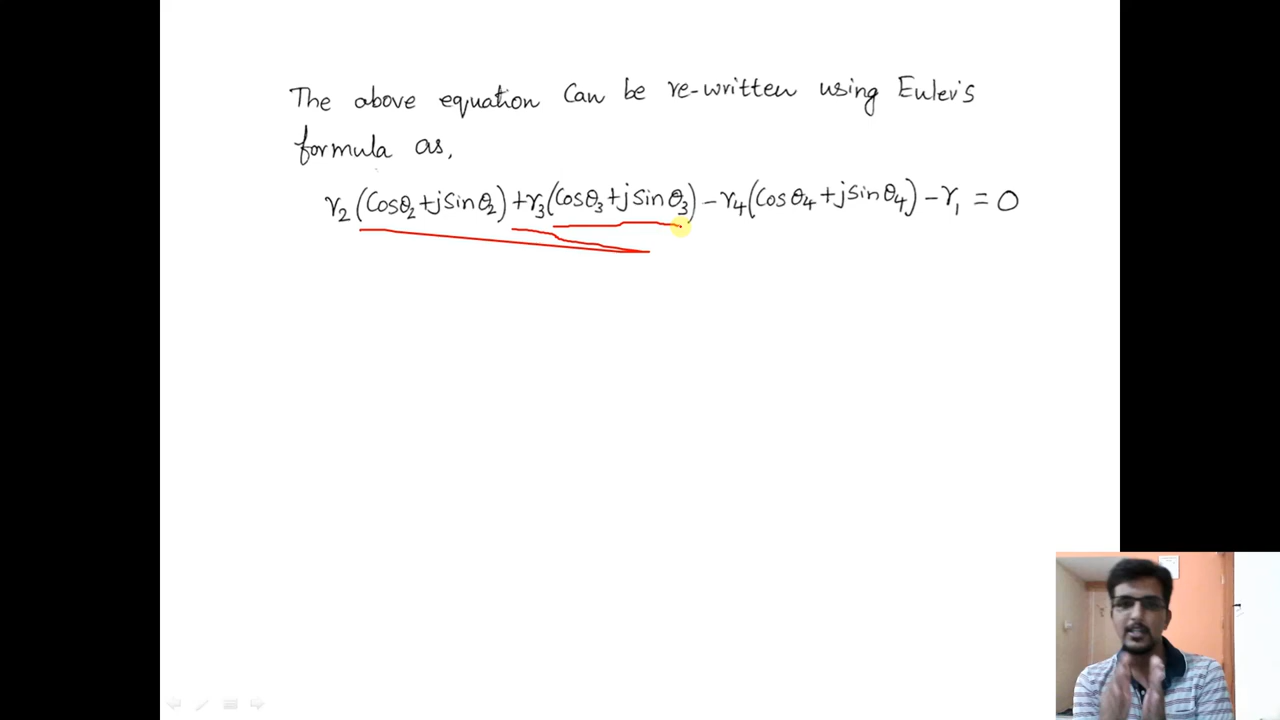 The above equation can be re-written using Euler's
formula as,
r₂ (Cosθ₂+jSinθ₂) +r₃(Cosθ₃+jSinθ₃) -r₄(Cosθ₄+jSinθ₄) -r₁ = 0